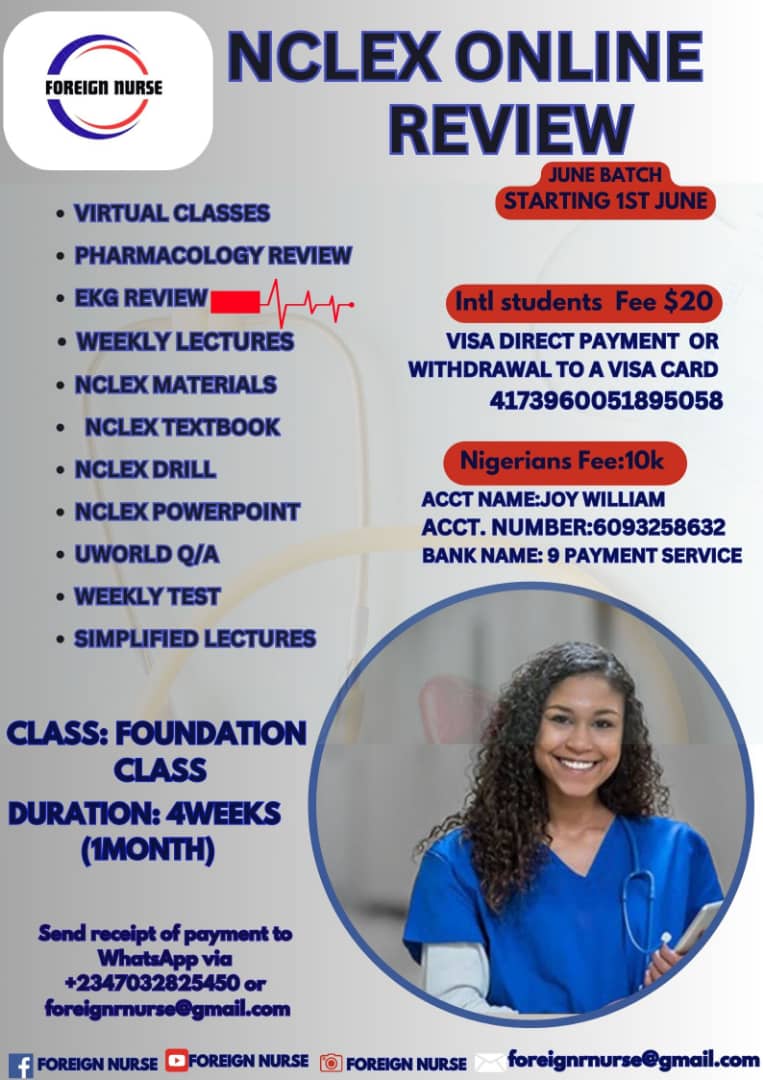 FOREIGN NURSE
NCLEX ONLINE
REVIEW
JUNE BATCH
STARTING 1ST JUNE
VIRTUAL CLASSES
PHARMACOLOGY REVIEW
EKG REVIEW
WEEKLY LECTURES
NCLEX MATERIALS
NCLEX TEXTBOOK
NCLEX DRILL
NCLEX POWERPOINT
UWORLD Q/A
WEEKLY TEST
SIMPLIFIED LECTURES
Intl students Fee $20
VISA DIRECT PAYMENT OR
WITHDRAWAL TO A VISA CARD
4173960051895058
Nigerians Fee:10k
ACCT NAME:JOY WILLIAM
ACCT. NUMBER:6093258632
BANK NAME: 9 PAYMENT SERVICE
CLASS: FOUNDATION
CLASS
DURATION: 4WEEKS
(1MONTH)
Send receipt of payment to
WhatsApp via
+2347032825450 or
foreignrnurse@gmail.com
FOREIGN NURSE FOREIGN NURSE FOREIGN NURSE foreignrnurse@gmail.com